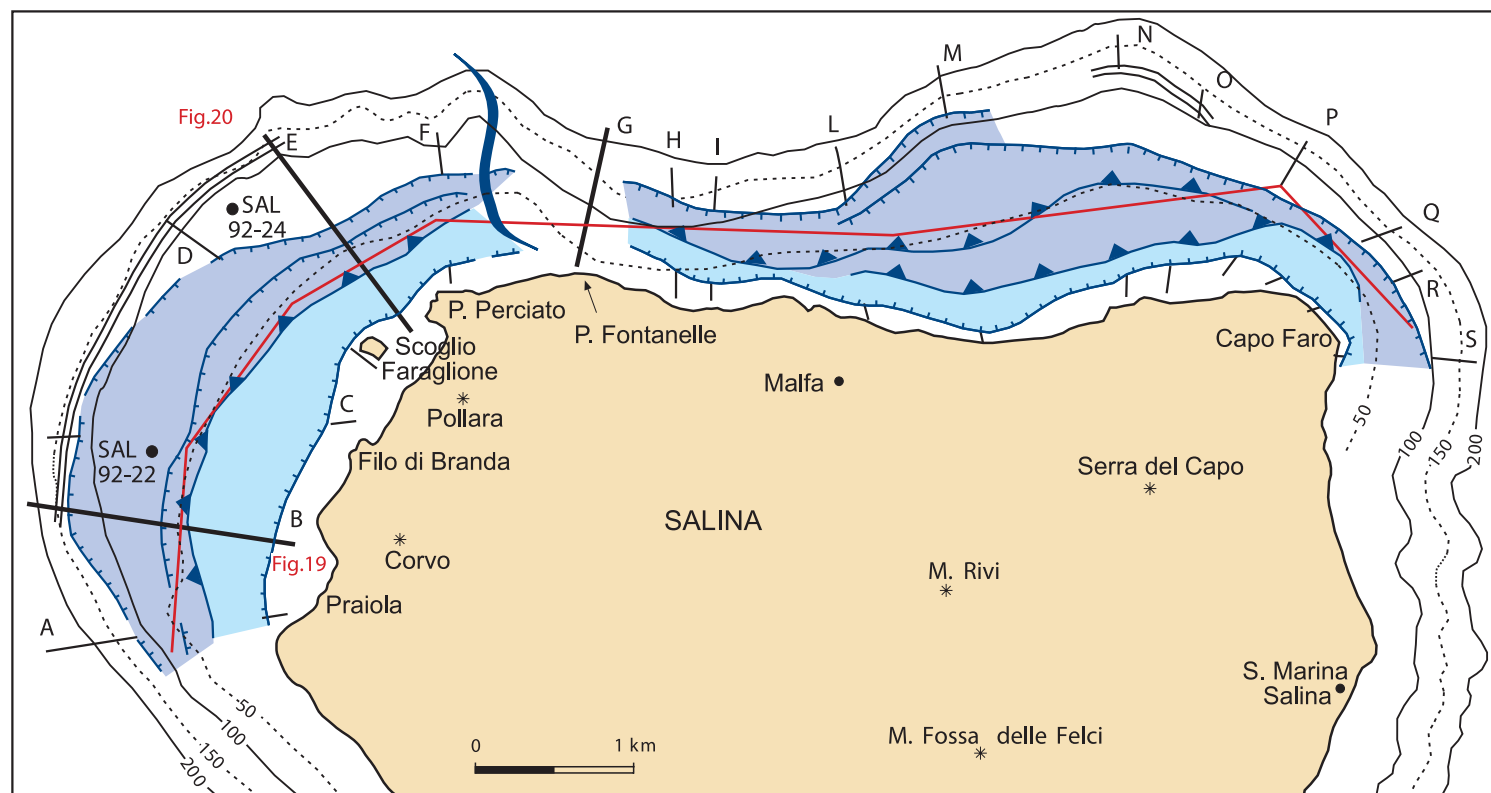 N
M
O
Fig.20
G
P
F
E
H
I
L
SAL
92-24
Q
D
R
P. Perciato
P. Fontanelle
S
Capo Faro
Scoglio
Faraglione
Malfa
C
Pollara
50
100
150
200
SAL
92-22
Filo di Branda
Serra del Capo
B
SALINA
Fig.19
Corvo
M. Rivi
Praiola
A
S. Marina
Salina
50
100
150
200
M. Fossa delle Felci
0 1 km